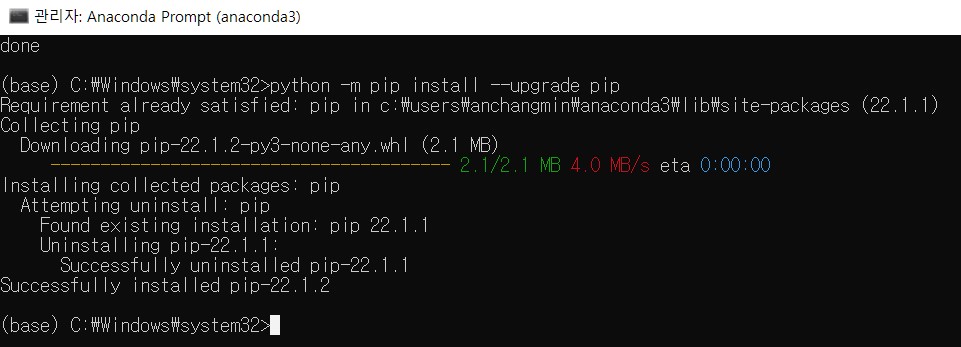 관리자: Anaconda Prompt (anaconda3)
done
(base) C:₩Windows₩system32>python -m pip install --upgrade pip
Requirement already satisfied: pip in c:₩users₩anchangmin₩anaconda3₩lib₩site-packages (22.1.1)
Collecting pip
Downloading pip-22.1.2-py3-none-any.whl (2.1 MB)
---------------------------------------- 2.1/2.1 MB 4.0 MB/s eta 0:00:00
Installing collected packages: pip
Attempting uninstall: pip
Found existing installation: pip 22.1.1
Uninstalling pip-22.1.1:
Successfully uninstalled pip-22.1.1
Successfully installed pip-22.1.2
(base) C:₩Windows₩system32>